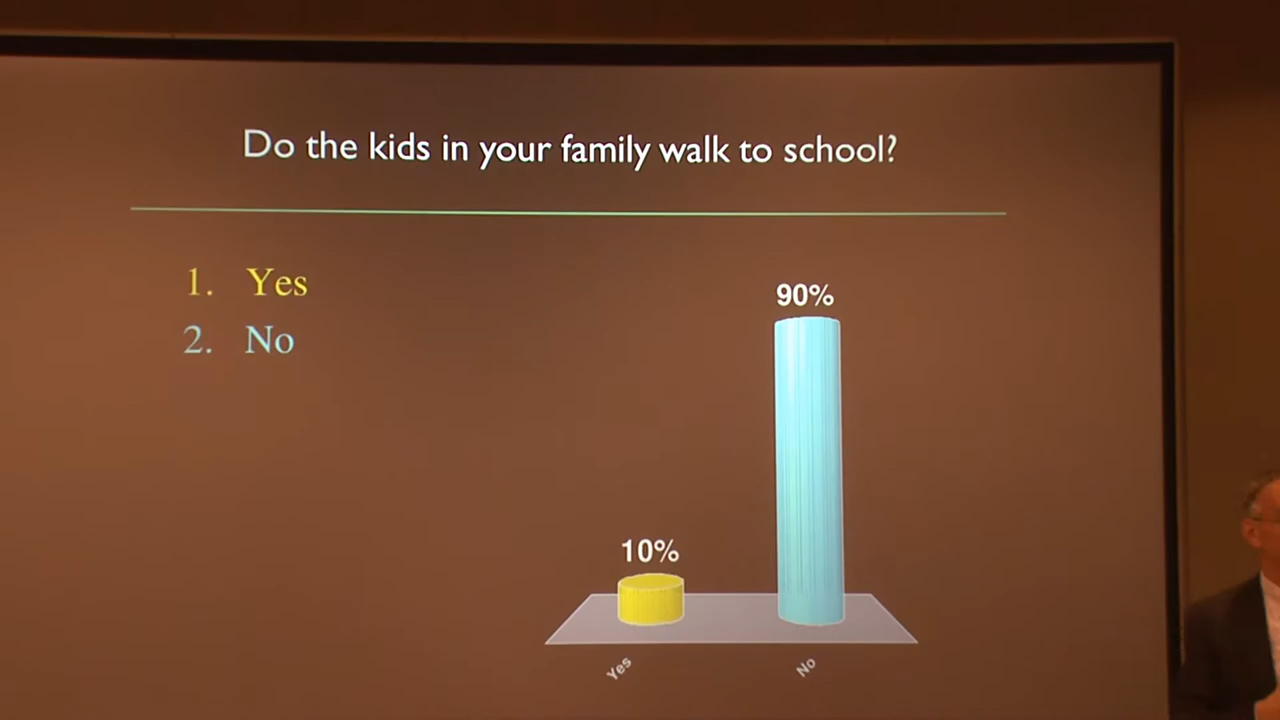 Do the kids in your family walk to school?
1. Yes
2. No
90%
10%
Yes
No